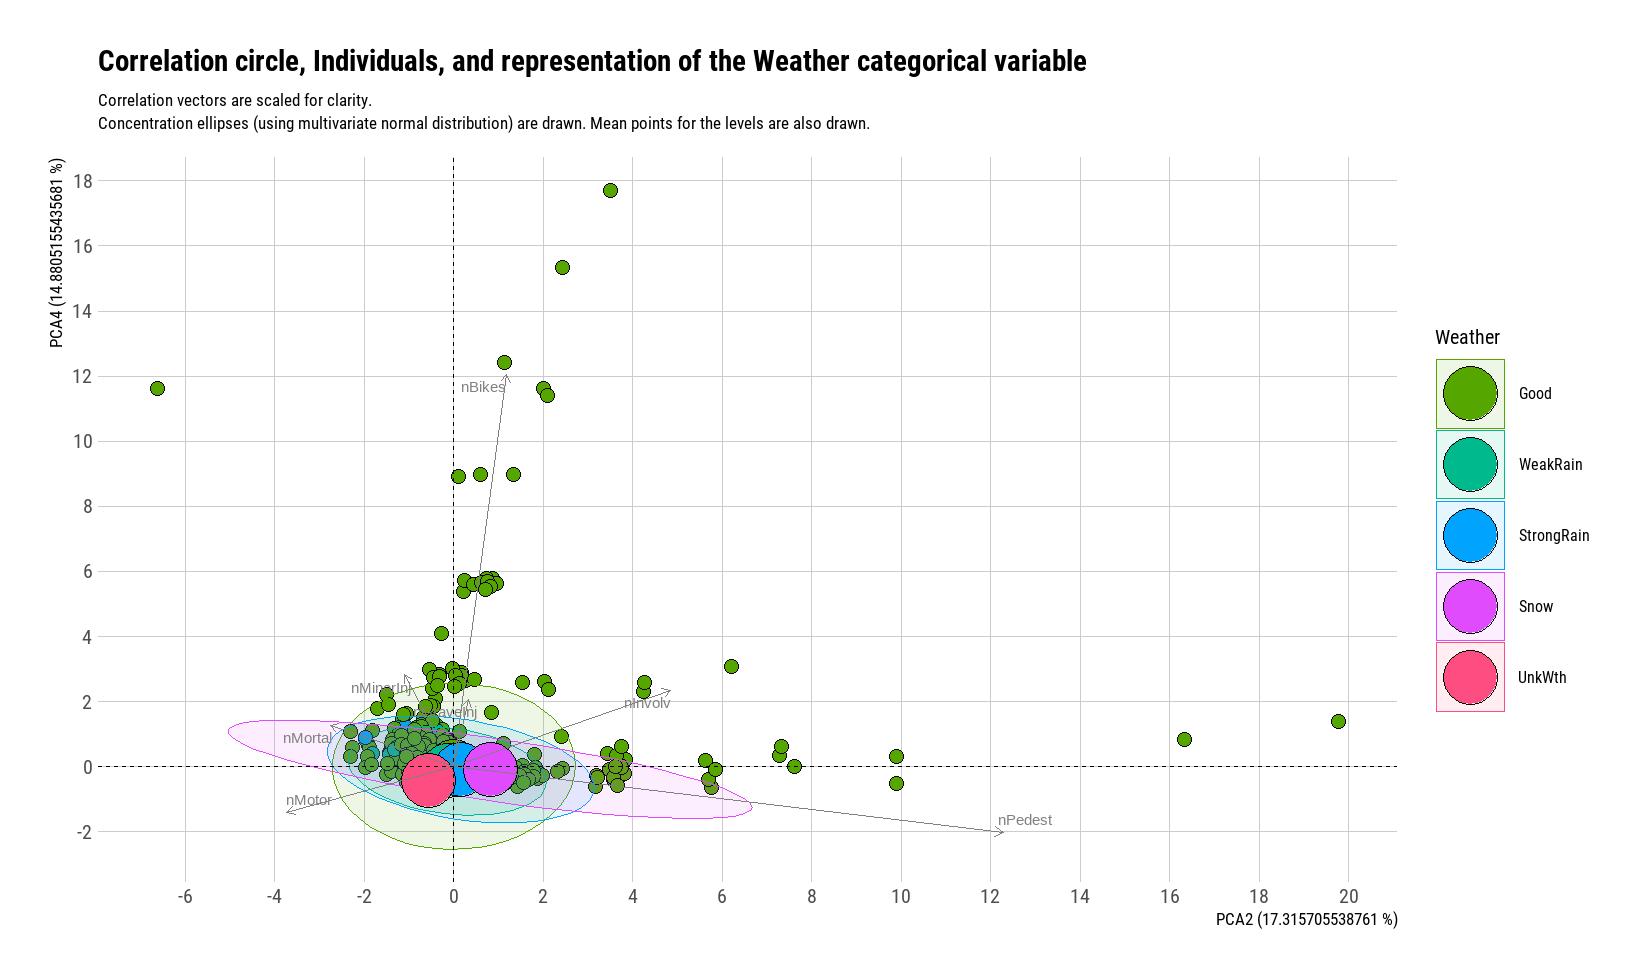 Correlation circle, Individuals, and representation of the Weather categorical variable
Correlation vectors are scaled for clarity.
Concentration ellipses (using multivariate normal distribution) are drawn. Mean points for the levels are also drawn.
PCA4 (14.8805155435681 %)
18
16
14
12
10
8
6
4
2
0
-2
nBikes
nMinorInj
nInvolv
nMortal
nMotor
nPedest
-6
-4
-2
0
2
4
6
8
10
12
14
16
18
20
PCA2 (17.315705538761 %)
Weather
Good
WeakRain
StrongRain
Snow
UnkWth